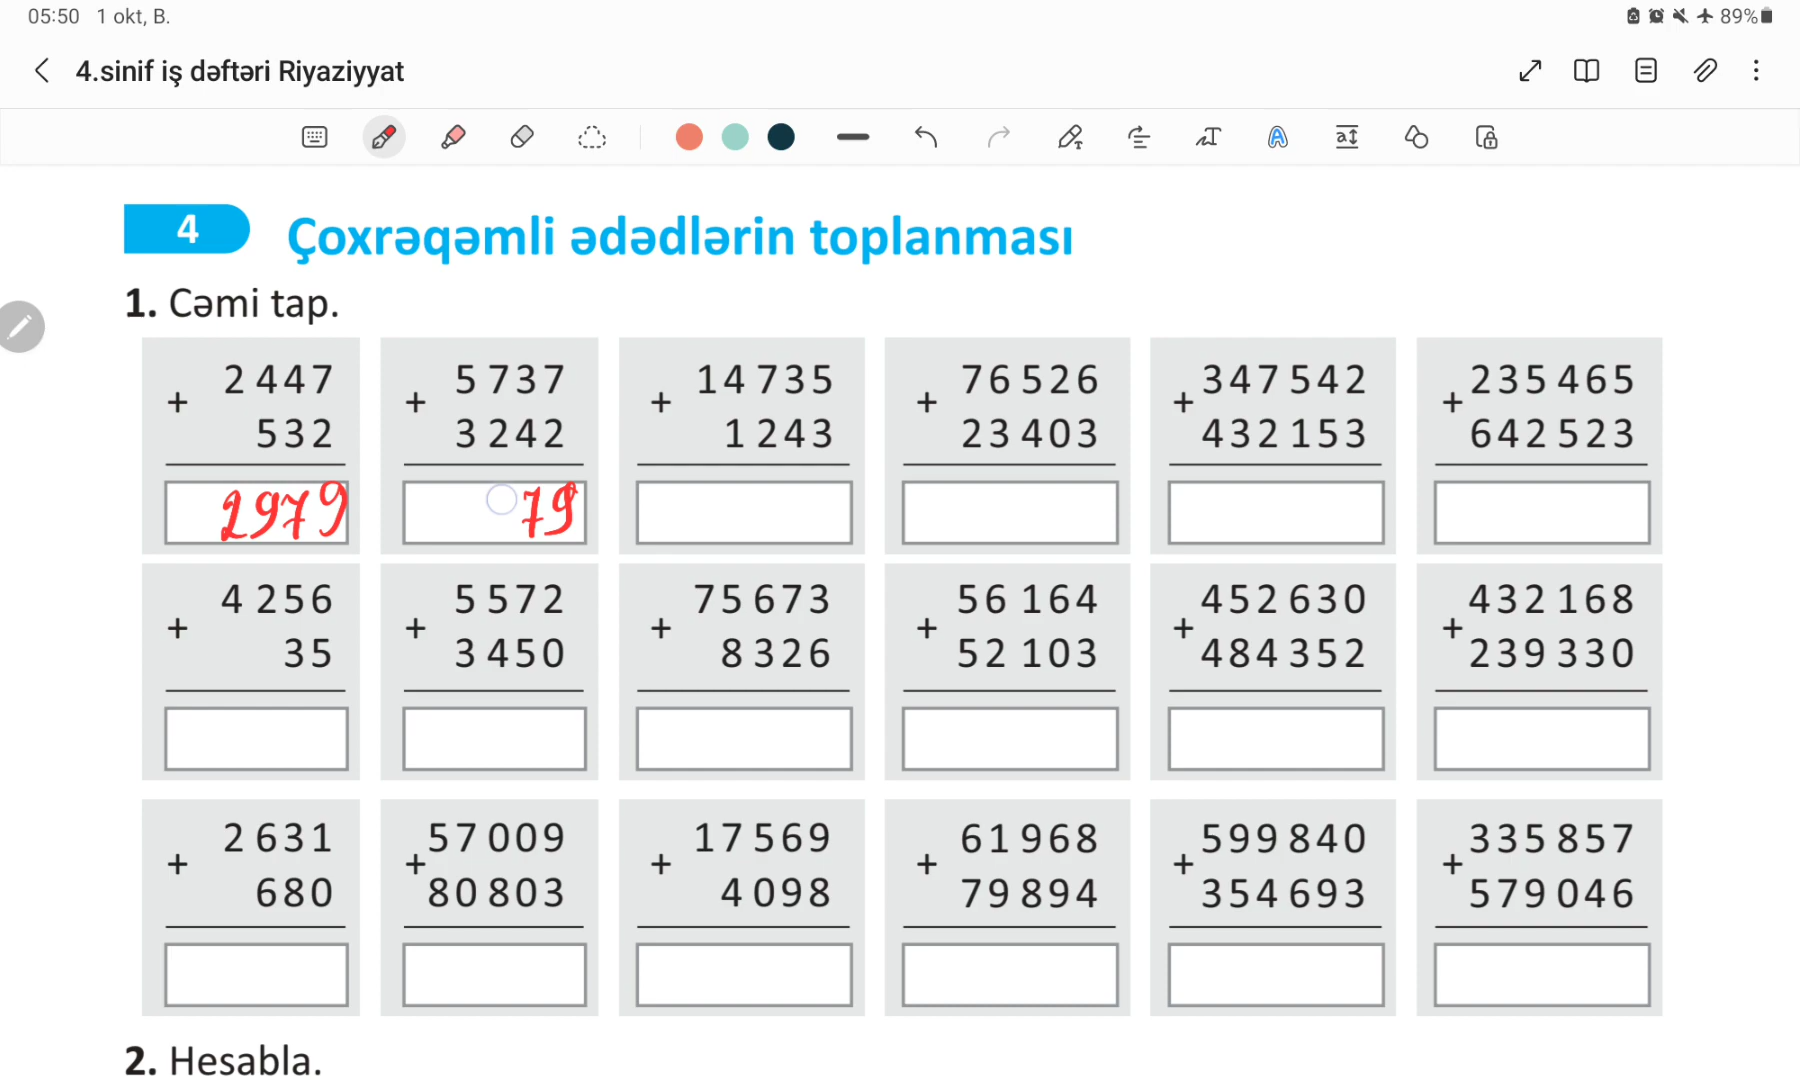 05:50 1 okt, B.
89%
4.sinif iş dəftəri Riyaziyyat
4 Çoxrəqəmli ədədlərin toplanması
1. Cəmi tap.
2 447 5 737 14 735 76 526 347 542 235 465
+ + + + + +
532 3 242 1 243 23 403 432 153 642 523
2979 79
4 256 5 572 75 673 56 164 452 630 432 168
+ + + + + +
35 3 450 8 326 52 103 484 352 239 330
2 631 57 009 17 569 61 968 599 840 335 857
+ + + + + +
680 80 803 4 098 79 894 354 693 579 046
2. Hesabla.